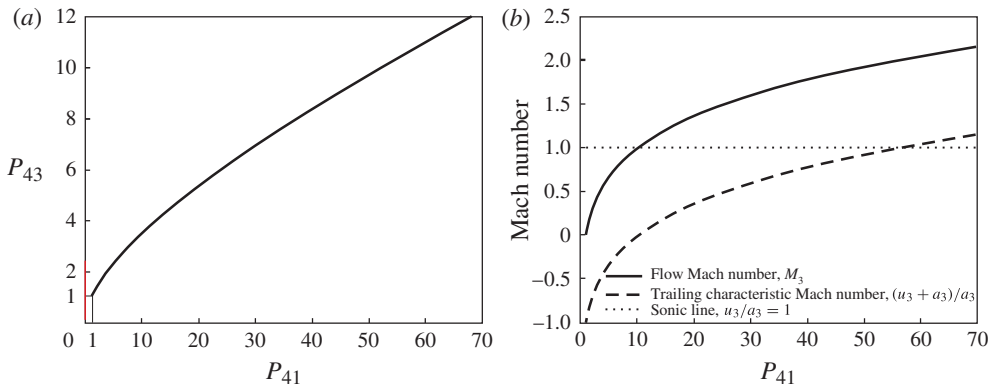 (a)
12
10
8
P43
6
4
2
1
0 1 10 20 30 40 50 60 70
P41
(b)
2.5
2.0
1.5
Mach number
1.0
0.5
0
–0.5
–1.0
Flow Mach number, M3
Trailing characteristic Mach number, (u3 + a3)/a3
Sonic line, u3/a3 = 1
0 10 20 30 40 50 60 70
P41